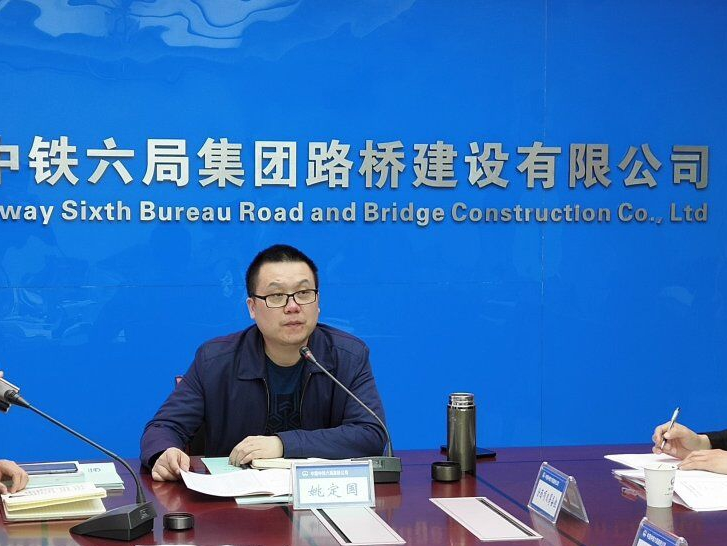 中铁六局集团路桥建设有限公司
way Sixth Bureau Road and Bridge Construction Co., Ltd
姚定国